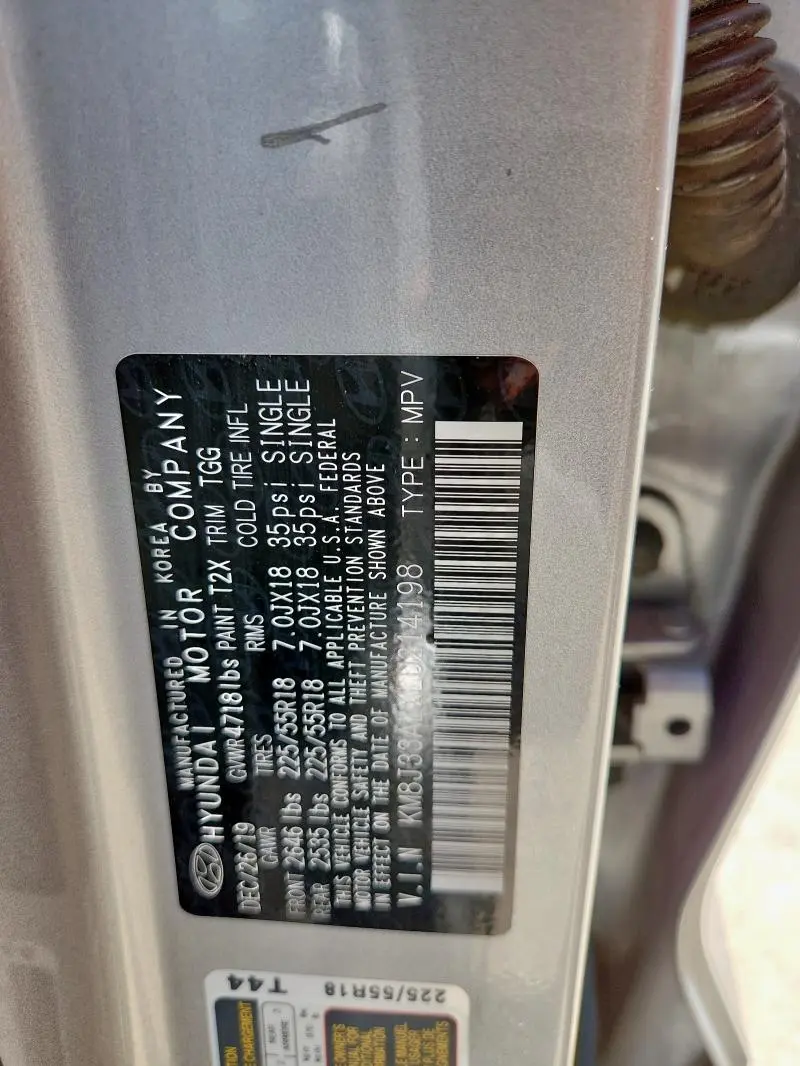 MANUFACTURED IN KOREA BY
HYUNDAI MOTOR COMPANY
DEC/26/19 GVWR 4718 lbs PAINT T2X TRIM TGG
GAWR TIRES RIMS COLD TIRE INFL
FRONT 2646 lbs 225/55R18 7.0JX18 35psi SINGLE
REAR 2535 lbs 225/55R18 7.0JX18 35psi SINGLE
THIS VEHICLE CONFORMS TO ALL APPLICABLE U.S.A. FEDERAL
MOTOR VEHICLE SAFETY AND THEFT PREVENTION STANDARDS
IN EFFECT ON THE DATE OF MANUFACTURE SHOWN ABOVE
V.I.N TYPE : MPV
T44
225/55R18
E CHARGEMENT